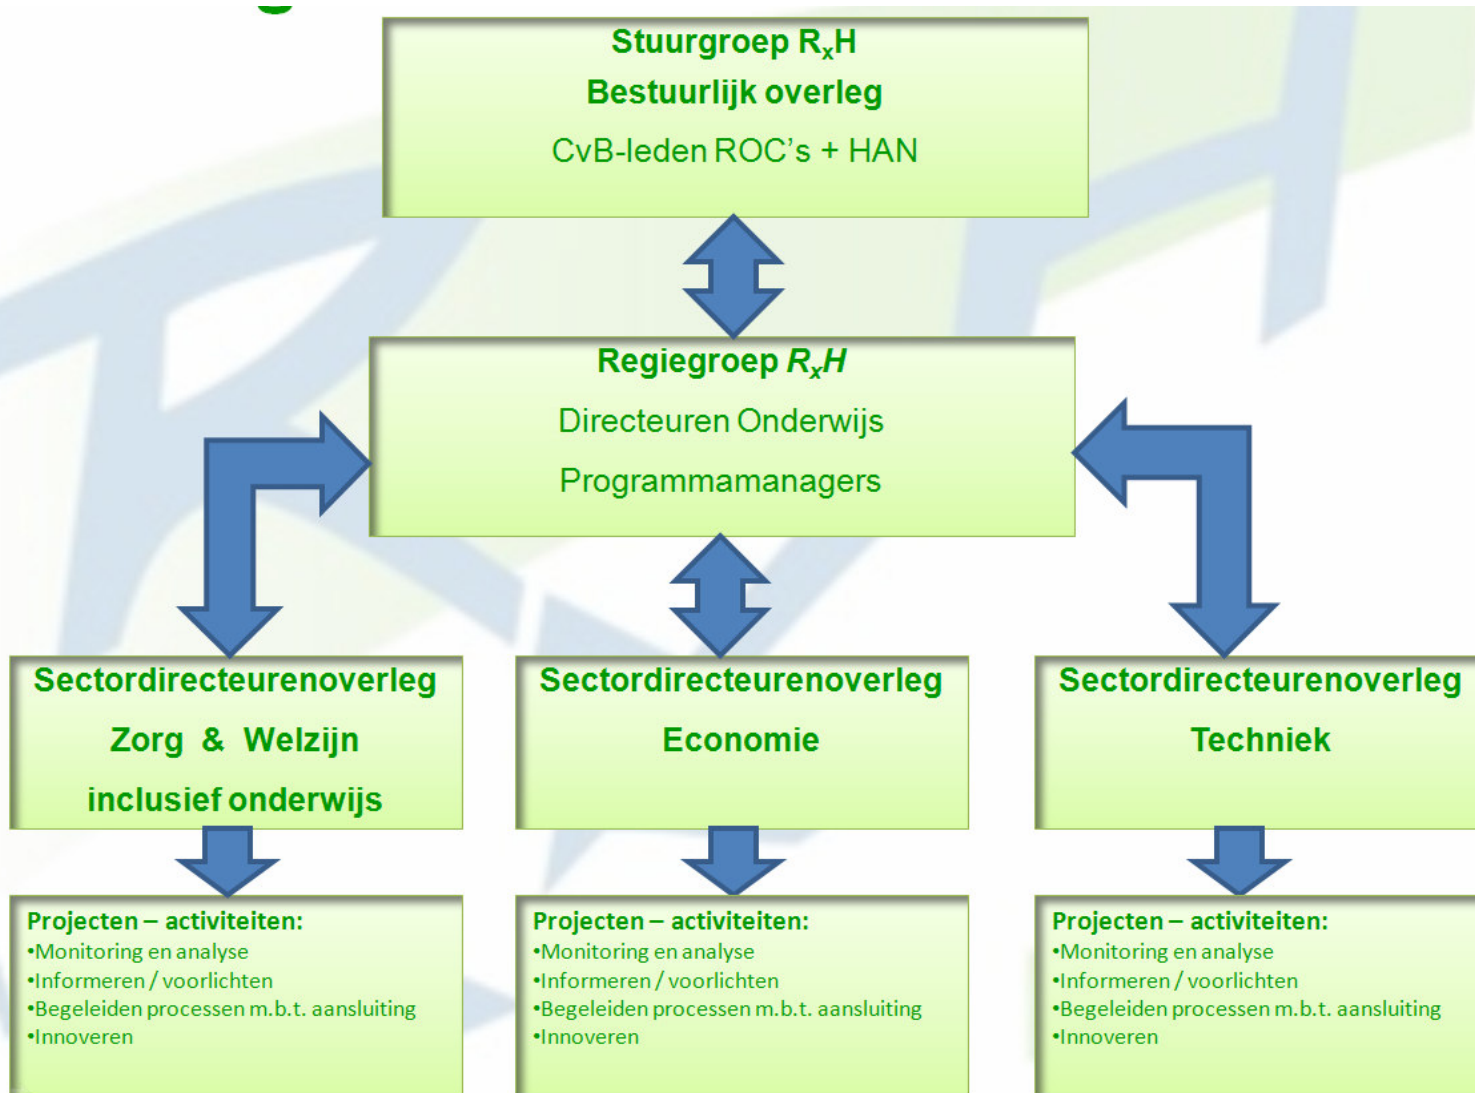 Stuurgroep RxH
Bestuurlijk overleg
CvB-leden ROC's + HAN
Regiegroep RxH
Directeuren Onderwijs
Programmamanagers
Sectordirecteurenoverleg
Zorg & Welzijn
inclusief onderwijs
Sectordirecteurenoverleg
Economie
Sectordirecteurenoverleg
Techniek
Projecten – activiteiten:
•Monitoring en analyse
•Informeren / voorlichten
•Begeleiden processen m.b.t. aansluiting
•Innoveren
Projecten – activiteiten:
•Monitoring en analyse
•Informeren / voorlichten
•Begeleiden processen m.b.t. aansluiting
•Innoveren
Projecten – activiteiten:
•Monitoring en analyse
•Informeren / voorlichten
•Begeleiden processen m.b.t. aansluiting
•Innoveren